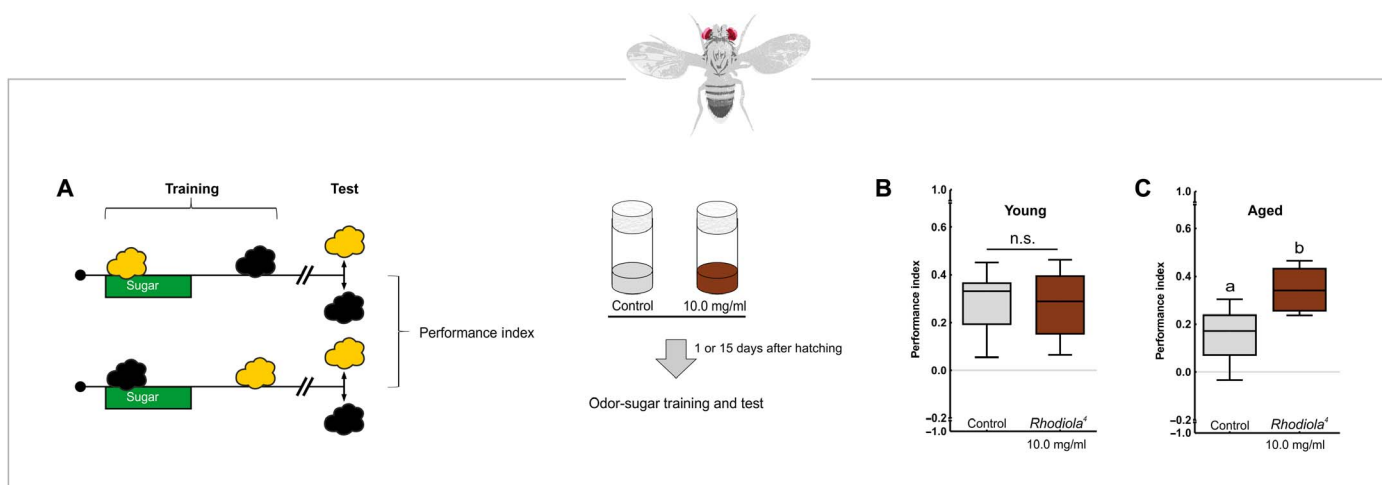 A
Training
Test
Sugar
Sugar
Performance index
Control
10.0 mg/ml
1 or 15 days after hatching
Odor-sugar training and test
B
Young
n.s.
Performance index
1.0
0.6
0.4
0.2
0.0
−0.2
−1.0
Control
Rhodiola⁴
10.0 mg/ml
C
Aged
a
b
Performance index
1.0
0.6
0.4
0.2
0.0
−0.2
−1.0
Control
Rhodiola⁴
10.0 mg/ml